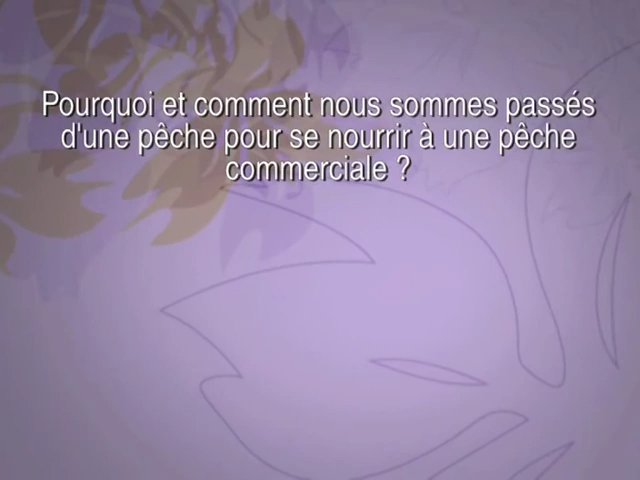 Pourquoi et comment nous sommes passés
d'une pêche pour se nourrir à une pêche
commerciale ?